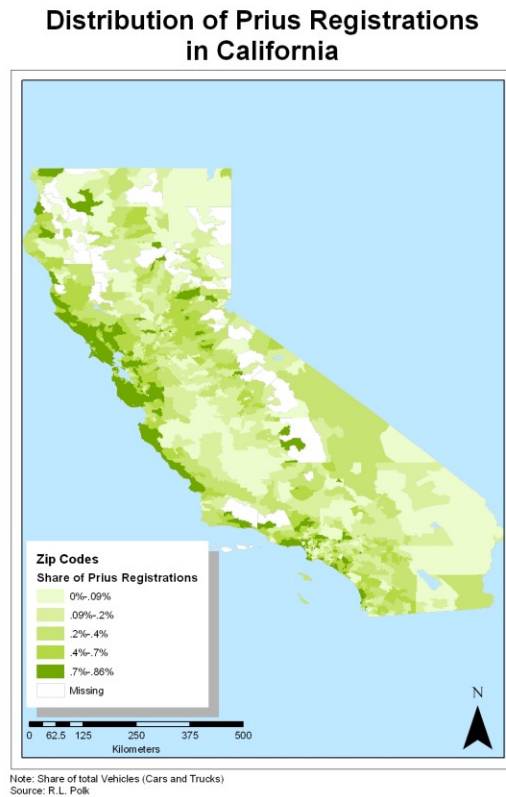 Distribution of Prius Registrations
in California
Zip Codes
Share of Prius Registrations
0%-.09%
.09%-.2%
.2%-.4%
.4%-.7%
.7%-.86%
Missing
N
0 62.5 125 250 375 500
Kilometers
Note: Share of total Vehicles (Cars and Trucks)
Source: R.L. Polk